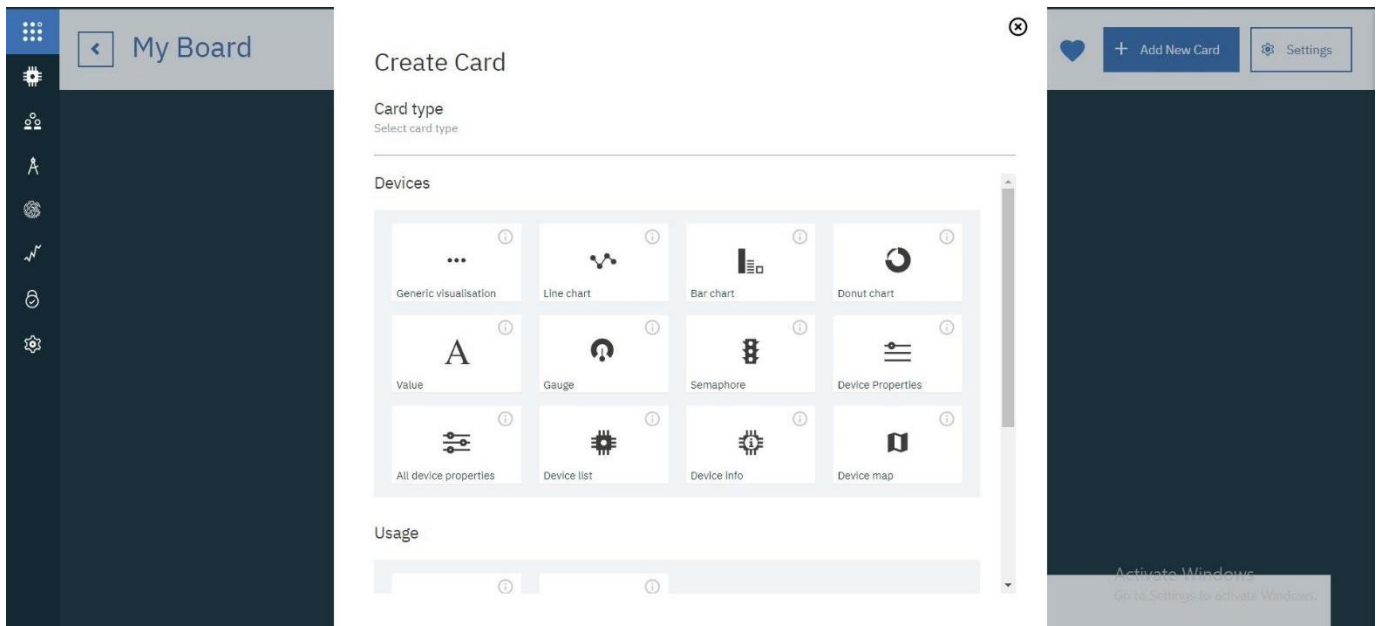 My Board
Add New Card
Settings
Create Card
Card type
Select card type
Devices
Generic visualisation
Line chart
Bar chart
Donut chart
Value
Gauge
Semaphore
Device Properties
All device properties
Device list
Device info
Device map
Usage
Activate Windows
Go to Settings to activate Windows.